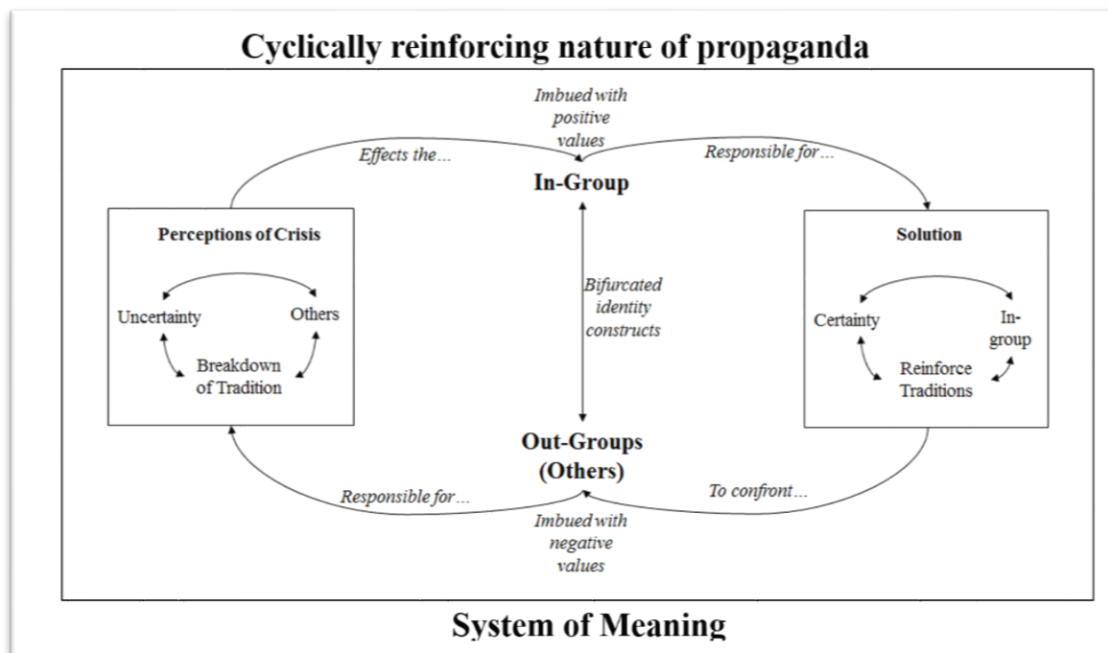 Cyclically reinforcing nature of propaganda
Imbued with
positive
values
Effects the…
Responsible for…
In-Group
Perceptions of Crisis
Uncertainty
Others
Breakdown
of Tradition
Bifurcated
identity
constructs
Solution
Certainty
In-
group
Reinforce
Traditions
Out-Groups
(Others)
Responsible for…
To confront…
Imbued with
negative
values
System of Meaning